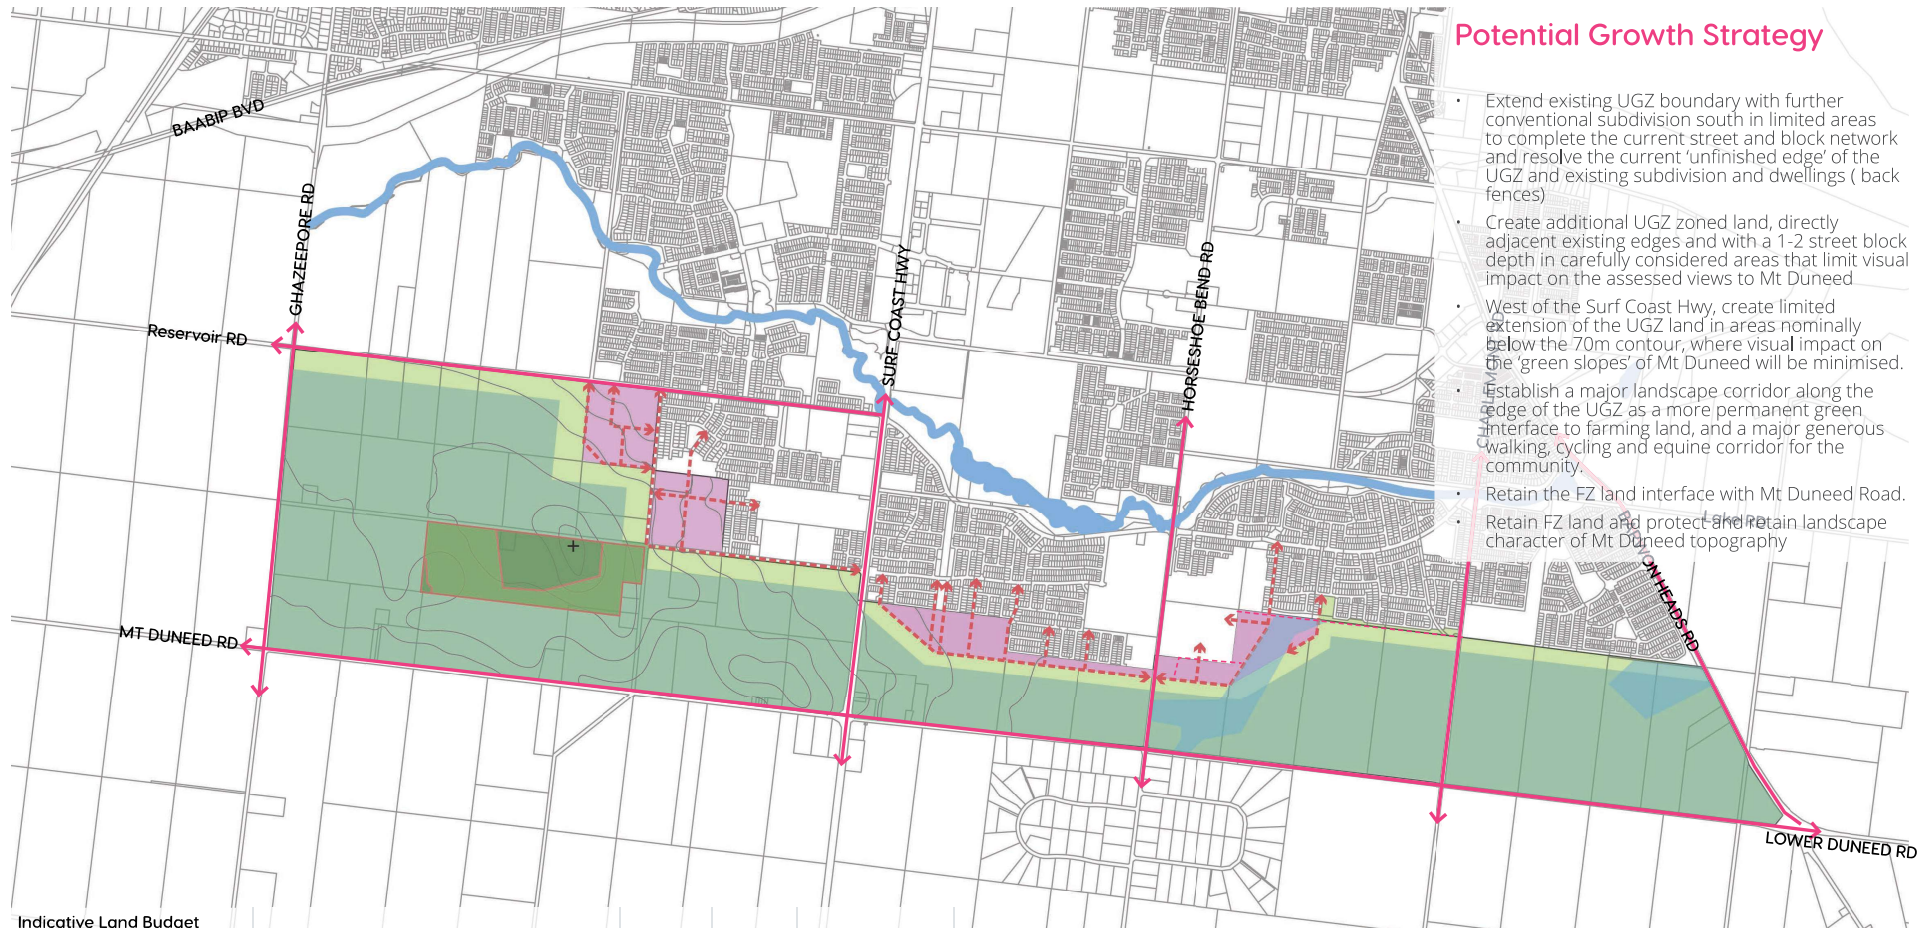 Potential Growth Strategy
• Extend existing UGZ boundary with further
conventional subdivision south in limited areas
to complete the current street and block network
and resolve the current ‘unfinished edge’ of the
UGZ and existing subdivision and dwellings ( back
fences)
• Create additional UGZ zoned land, directly
adjacent existing edges and with a 1-2 street block
depth in carefully considered areas that limit visual
impact on the assessed views to Mt Duneed
• West of the Surf Coast Hwy, create limited
extension of the UGZ land in areas nominally
below the 70m contour, where visual impact on
the ‘green slopes’ of Mt Duneed will be minimised.
• Establish a major landscape corridor along the
edge of the UGZ as a more permanent green
interface to farming land, and a major generous
walking, cycling and equine corridor for the
community.
• Retain the FZ land interface with Mt Duneed Road.
• Retain FZ land and protect and retain landscape
character of Mt Duneed topography
BAABIP BVD
GHAZEEPORE RD
Reservoir RD
SURF COAST HWY
HORSESHOE BEND RD
Lake RD
BARWON HEADS RD
MT DUNEED RD
LOWER DUNEED RD
Indicative Land Budget